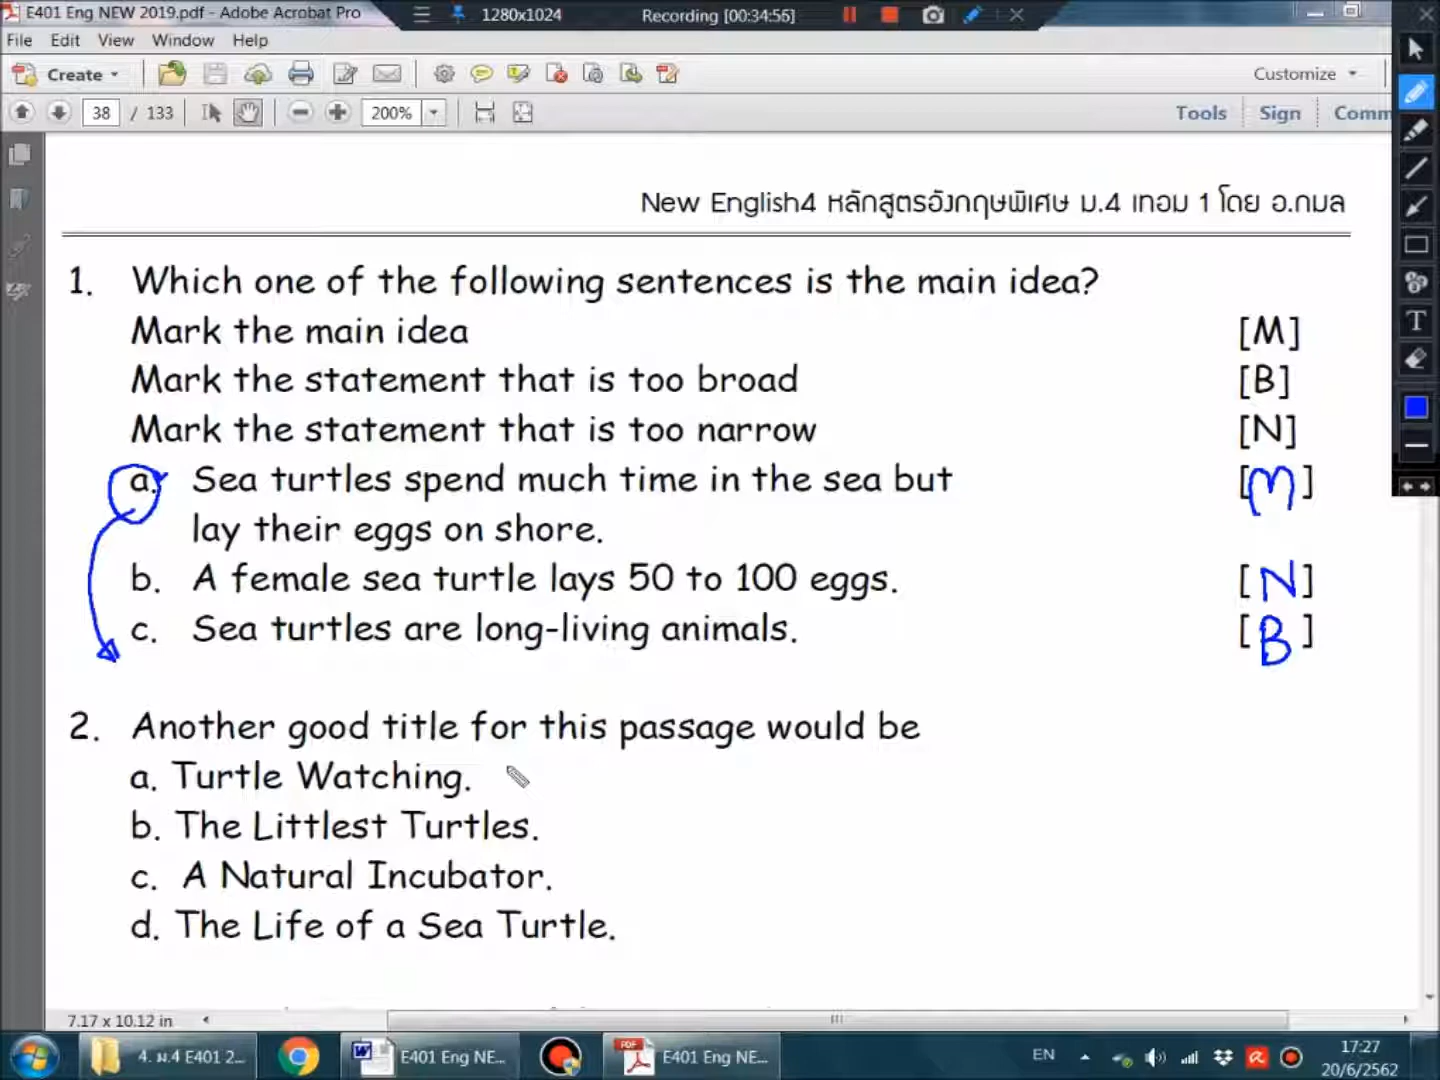 E401 Eng NEW 2019.pdf - Adobe Acrobat Pro
1280x1024
Recording [00:34:56]
File Edit View Window Help
Create
Customize
38 / 133
200%
Tools Sign Comm
New English4 หลักสูตรอังกฤษพิเศษ ม.4 เทอม 1 โดย อ.กมล
1. Which one of the following sentences is the main idea?
Mark the main idea [M]
Mark the statement that is too broad [B]
Mark the statement that is too narrow [N]
a. Sea turtles spend much time in the sea but [M]
lay their eggs on shore.
b. A female sea turtle lays 50 to 100 eggs. [N]
c. Sea turtles are long-living animals. [B]
2. Another good title for this passage would be
a. Turtle Watching.
b. The Littlest Turtles.
c. A Natural Incubator.
d. The Life of a Sea Turtle.
7.17 x 10.12 in
4. ม.4 E401 2...
E401 Eng NE...
E401 Eng NE...
EN
17:27
20/6/2562